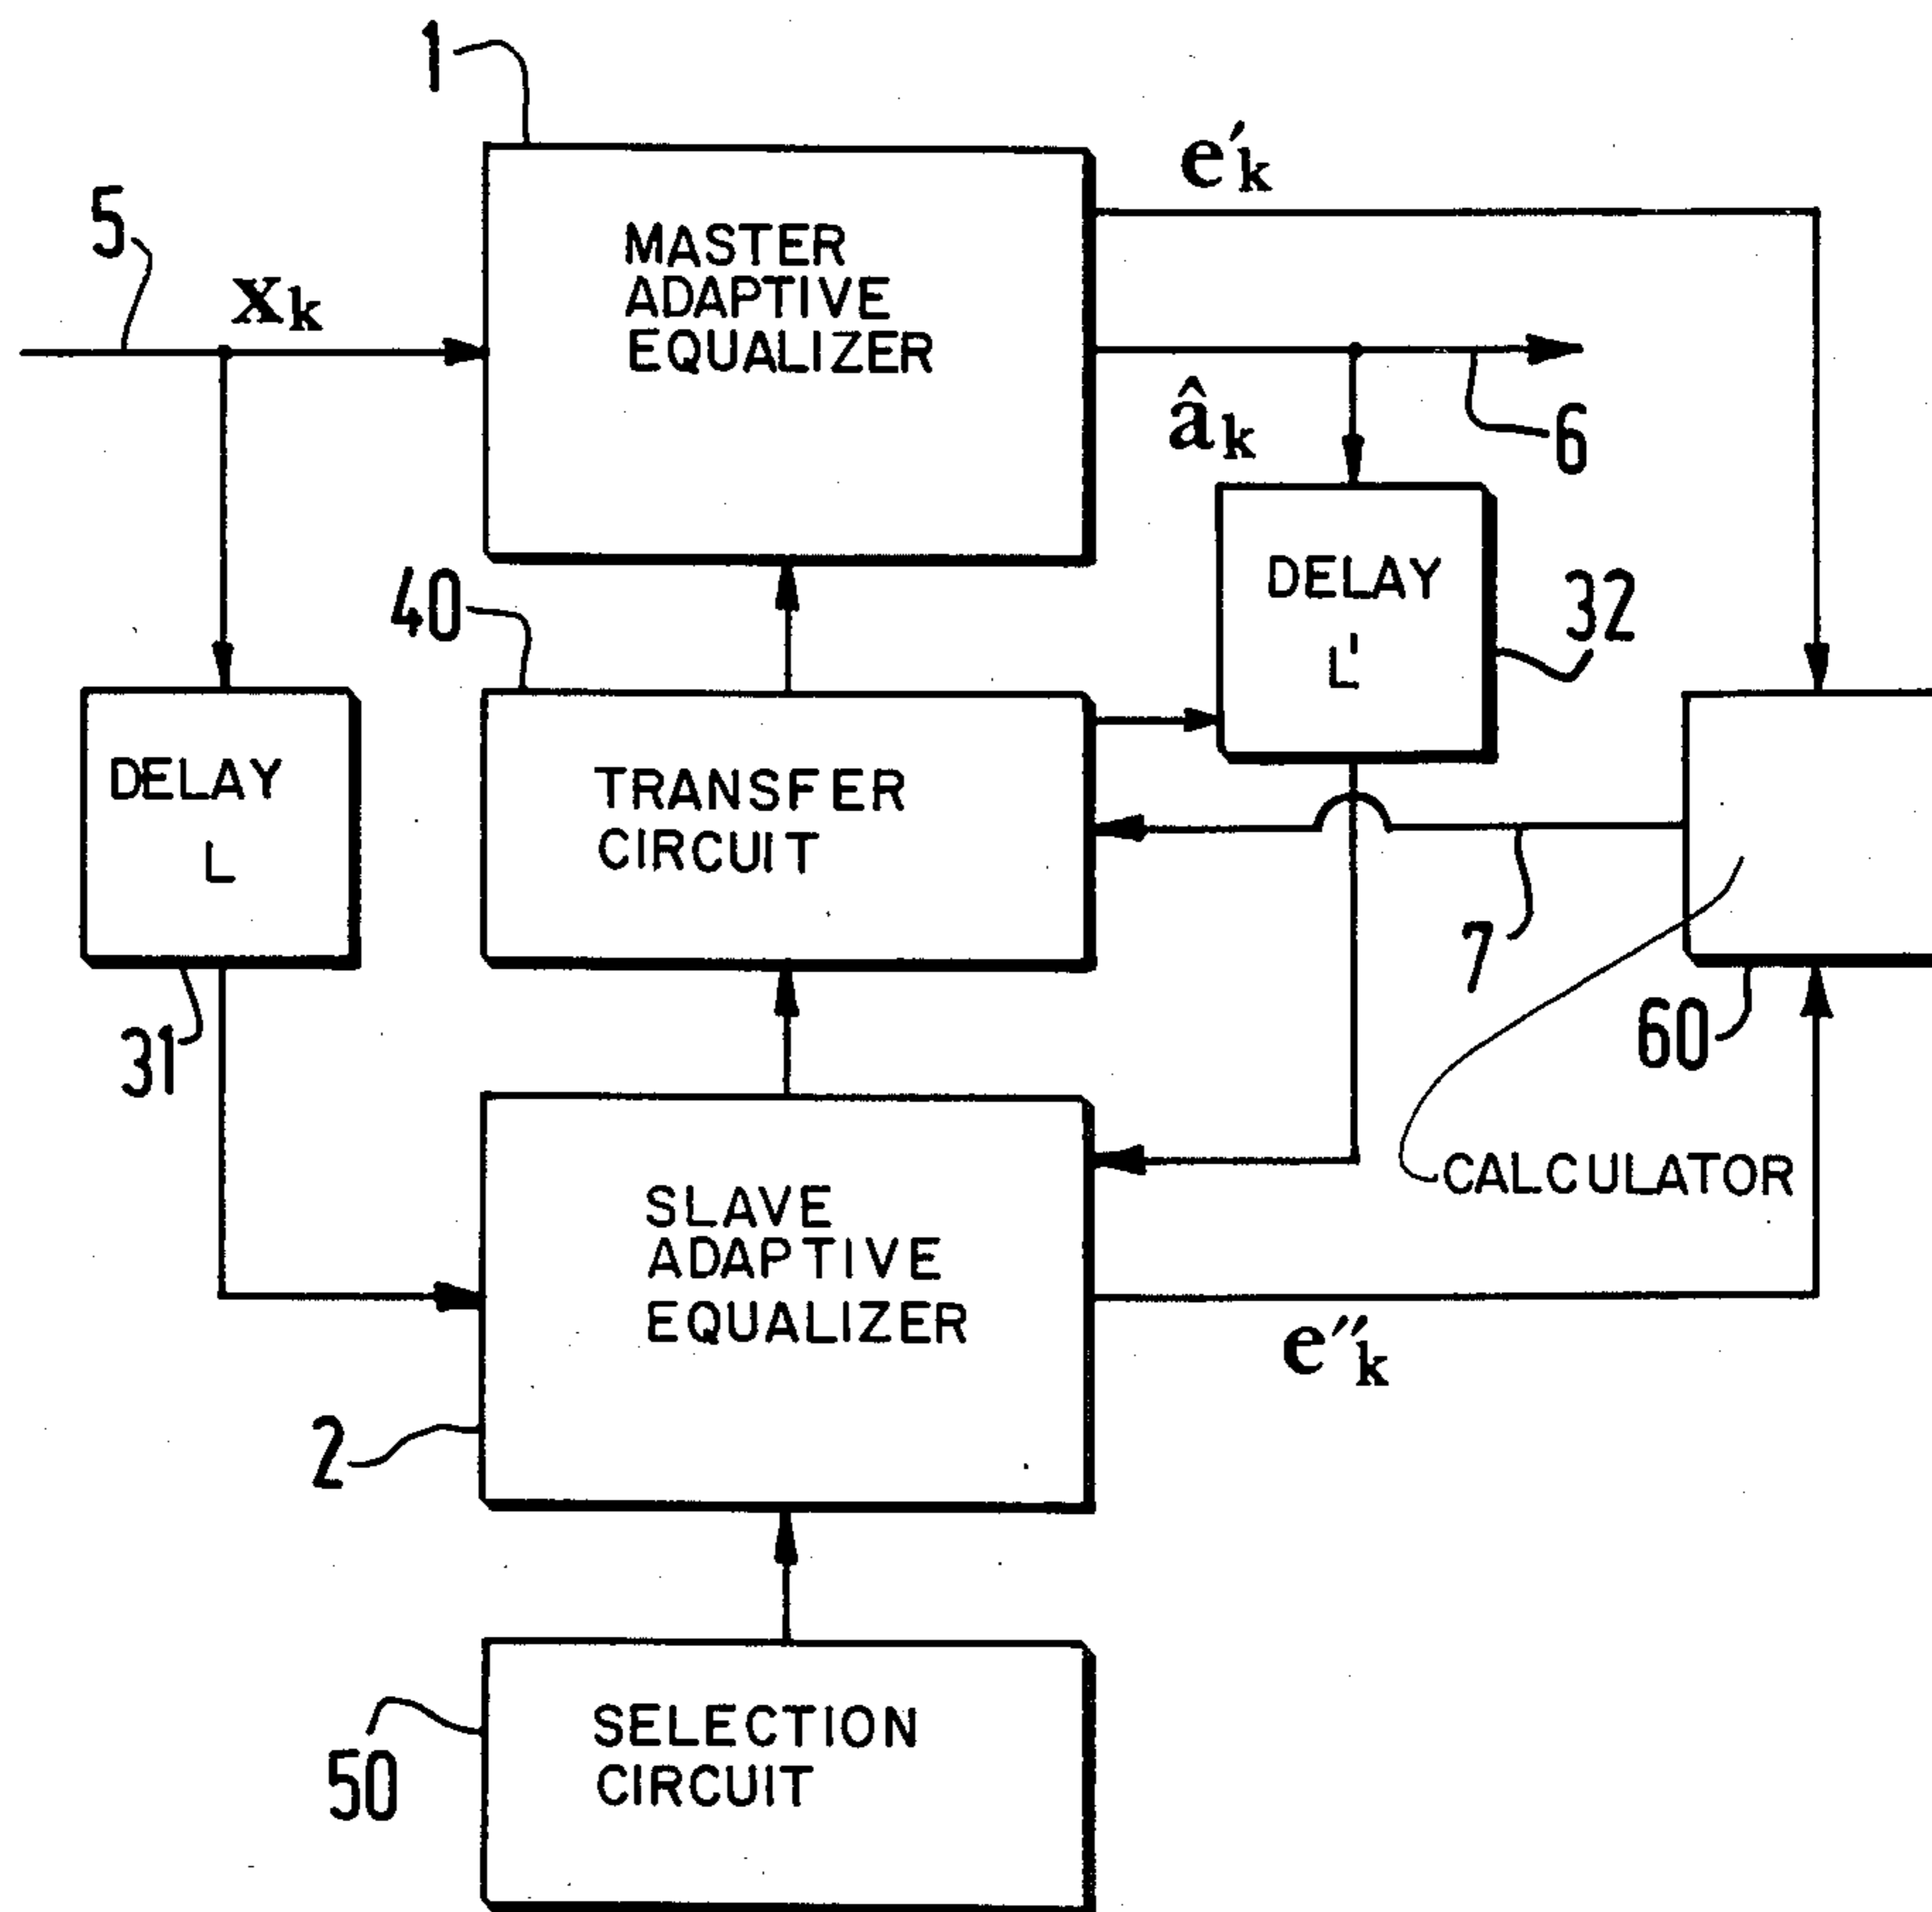 1
e'k
5
xk
MASTER
ADAPTIVE
EQUALIZER
âk
6
40
DELAY
L'
32
DELAY
L
TRANSFER
CIRCUIT
7
31
60
CALCULATOR
SLAVE
ADAPTIVE
EQUALIZER
e"k
2
SELECTION
CIRCUIT
50